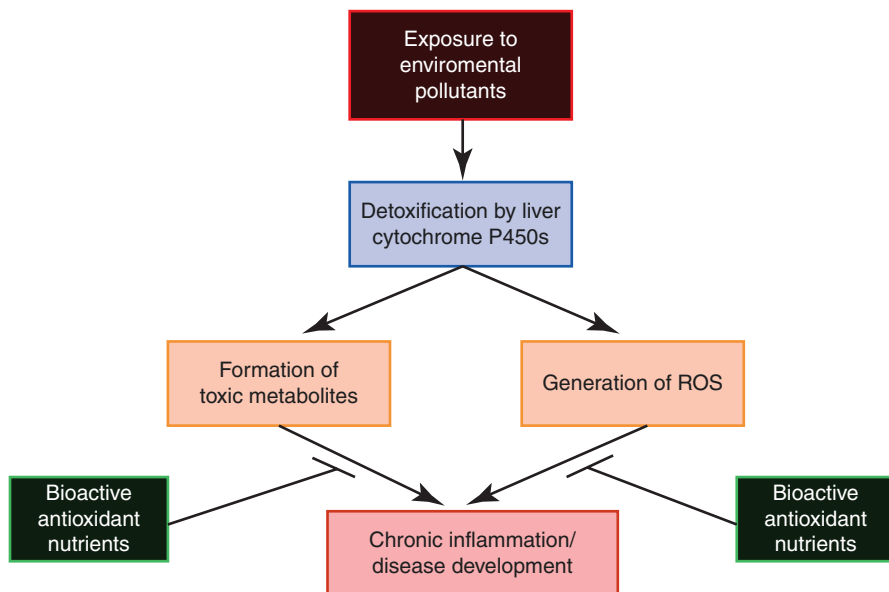 Exposure to
enviromental
pollutants
Detoxification by liver
cytochrome P450s
Formation of
toxic metabolites
Generation of ROS
Bioactive
antioxidant
nutrients
Chronic inflammation/
disease development
Bioactive
antioxidant
nutrients